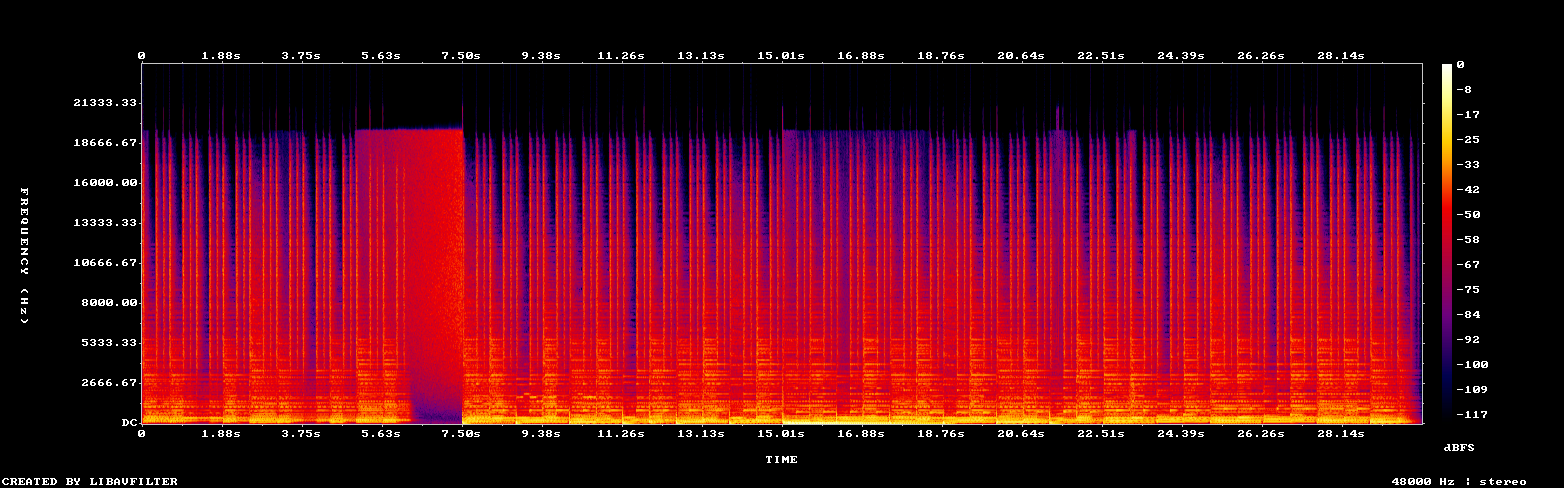 0 1.88s 3.75s 5.63s 7.50s 9.38s 11.26s 13.13s 15.01s 16.88s 18.76s 20.64s 22.51s 24.39s 26.26s 28.14s
21333.33
18666.67
16000.00
13333.33
10666.67
8000.00
5333.33
2666.67
DC
FREQUENCY (Hz)
0
-8
-17
-25
-33
-42
-50
-58
-67
-75
-84
-92
-100
-109
-117
0 1.88s 3.75s 5.63s 7.50s 9.38s 11.26s 13.13s 15.01s 16.88s 18.76s 20.64s 22.51s 24.39s 26.26s 28.14s
dBFS
TIME
CREATED BY LIBAVFILTER
48000 Hz | stereo